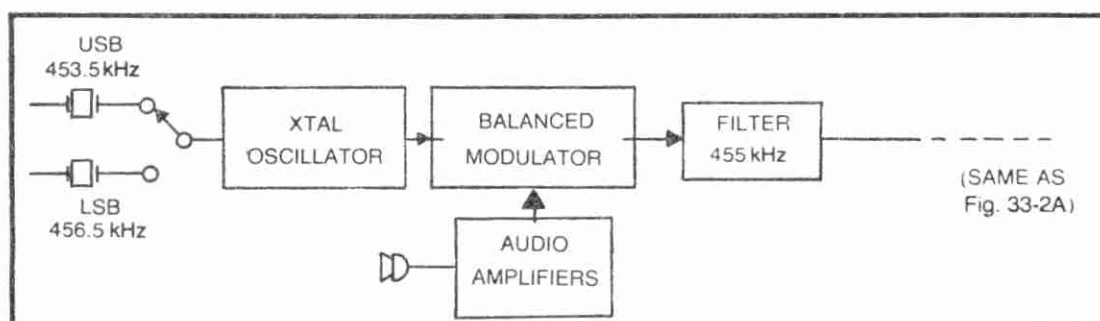 USB
453.5 kHz
XTAL
OSCILLATOR
BALANCED
MODULATOR
FILTER
455 kHz
(SAME AS
Fig. 33-2A)
LSB
456.5 kHz
AUDIO
AMPLIFIERS